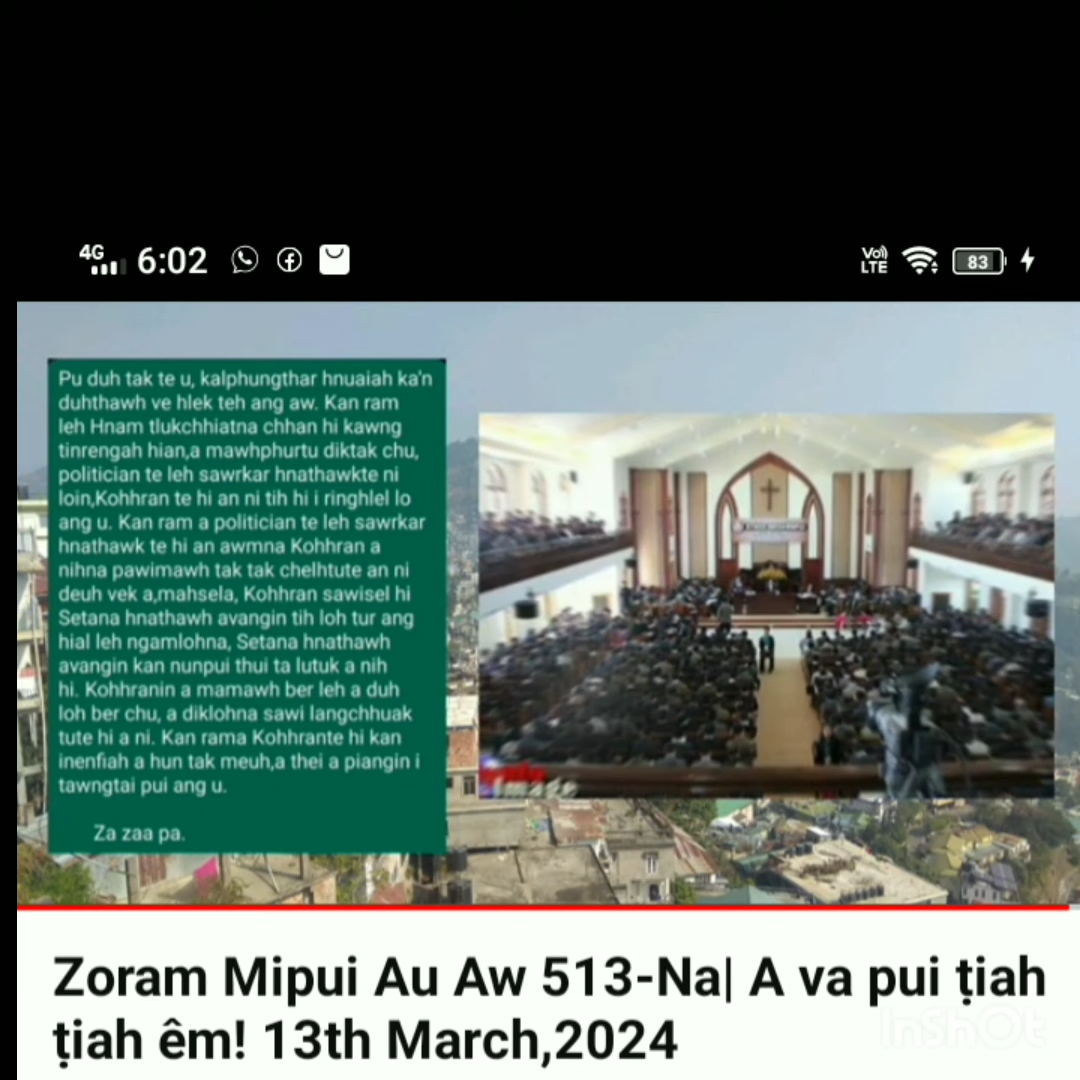 4G 6:02 Vo)) LTE 83
Pu duh tak te u, kalphungthar hnuaiah ka'n
duhthawh ve hlek teh ang aw. Kan ram
leh Hnam tlukchhiatna chhan hi kawng
tinrengah hian,a mawhphurtu diktak chu,
politician te leh sawrkar hnathawkte ni
loin,Kohhran te hi an ni tih hi i ringhlel lo
ang u. Kan ram a politician te leh sawrkar
hnathawk te hi an awmna Kohhran a
nihna pawimawh tak tak chelhtute an ni
deuh vek a,mahsela, Kohhran sawisel hi
Setana hnathawh avangin tih loh tur ang
hial leh ngamlohna, Setana hnathawh
avangin kan nunpui thui ta lutuk a nih
hi. Kohhranin a mamawh ber leh a duh
loh ber chu, a diklohna sawi langchhuak
tute hi a ni. Kan rama Kohhrante hi kan
inenfiah a hun tak meuh,a thei a piangin i
tawngtai pui ang u.
Za zaa pa.
Zoram Mipui Au Aw 513-Na| A va pui ṭiah
ṭiah êm! 13th March,2024
InShOt